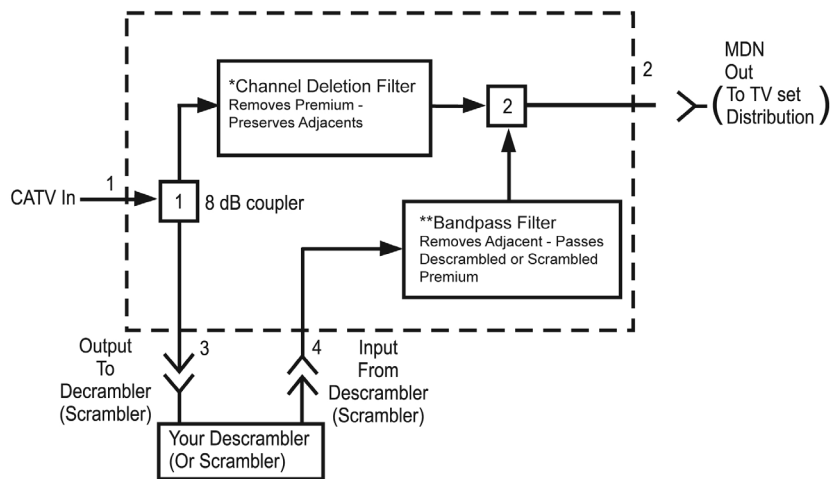 *Channel Deletion Filter
Removes Premium -
Preserves Adjacents
2
2
MDN
Out
To TV set
Distribution
CATV In
1
1
8 dB coupler
**Bandpass Filter
Removes Adjacent - Passes
Descrambled or Scrambled
Premium
Output
To
Decrambler
(Scrambler)
3
4
Input
From
Descrambler
(Scrambler)
Your Descrambler
(Or Scrambler)